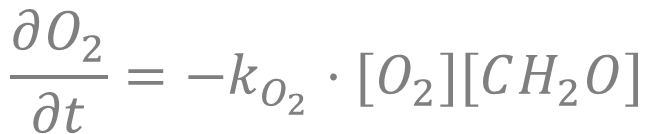 ∂O₂/∂t = −k_{O₂} · [O₂][CH₂O]